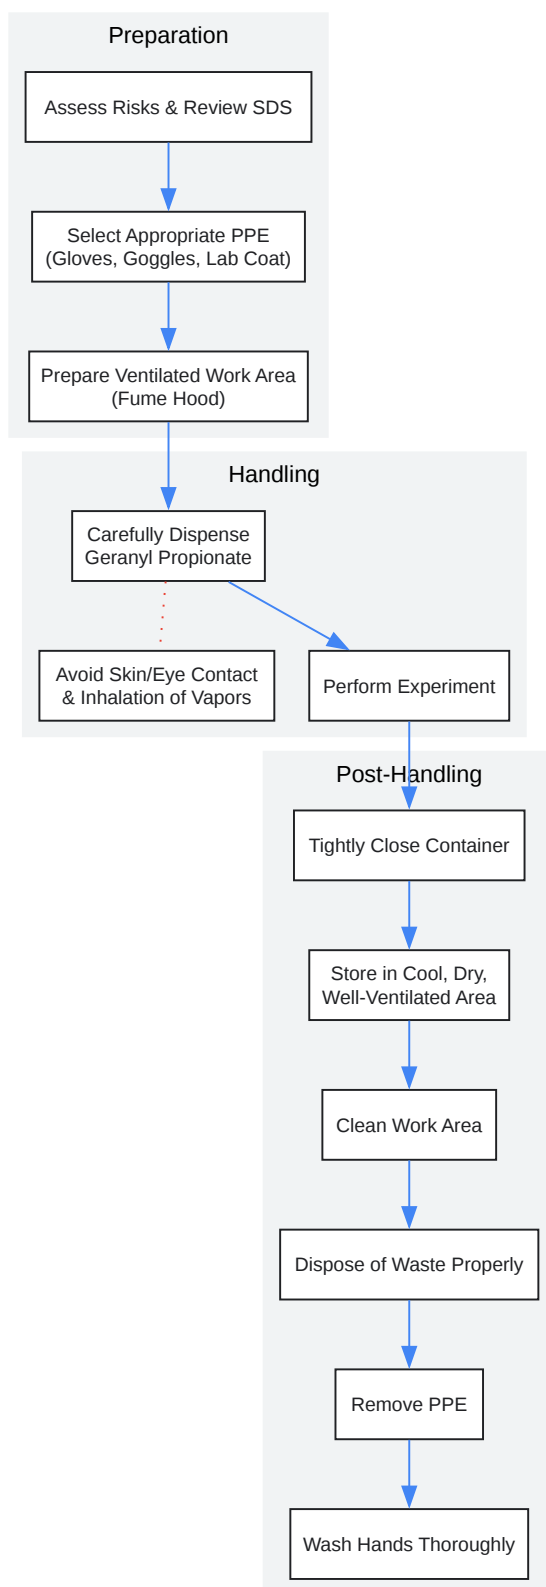 Preparation
Assess Risks & Review SDS
Select Appropriate PPE
(Gloves, Goggles, Lab Coat)
Prepare Ventilated Work Area
(Fume Hood)
Handling
Carefully Dispense
Geranyl Propionate
Avoid Skin/Eye Contact
& Inhalation of Vapors
Perform Experiment
Post-Handling
Tightly Close Container
Store in Cool, Dry,
Well-Ventilated Area
Clean Work Area
Dispose of Waste Properly
Remove PPE
Wash Hands Thoroughly